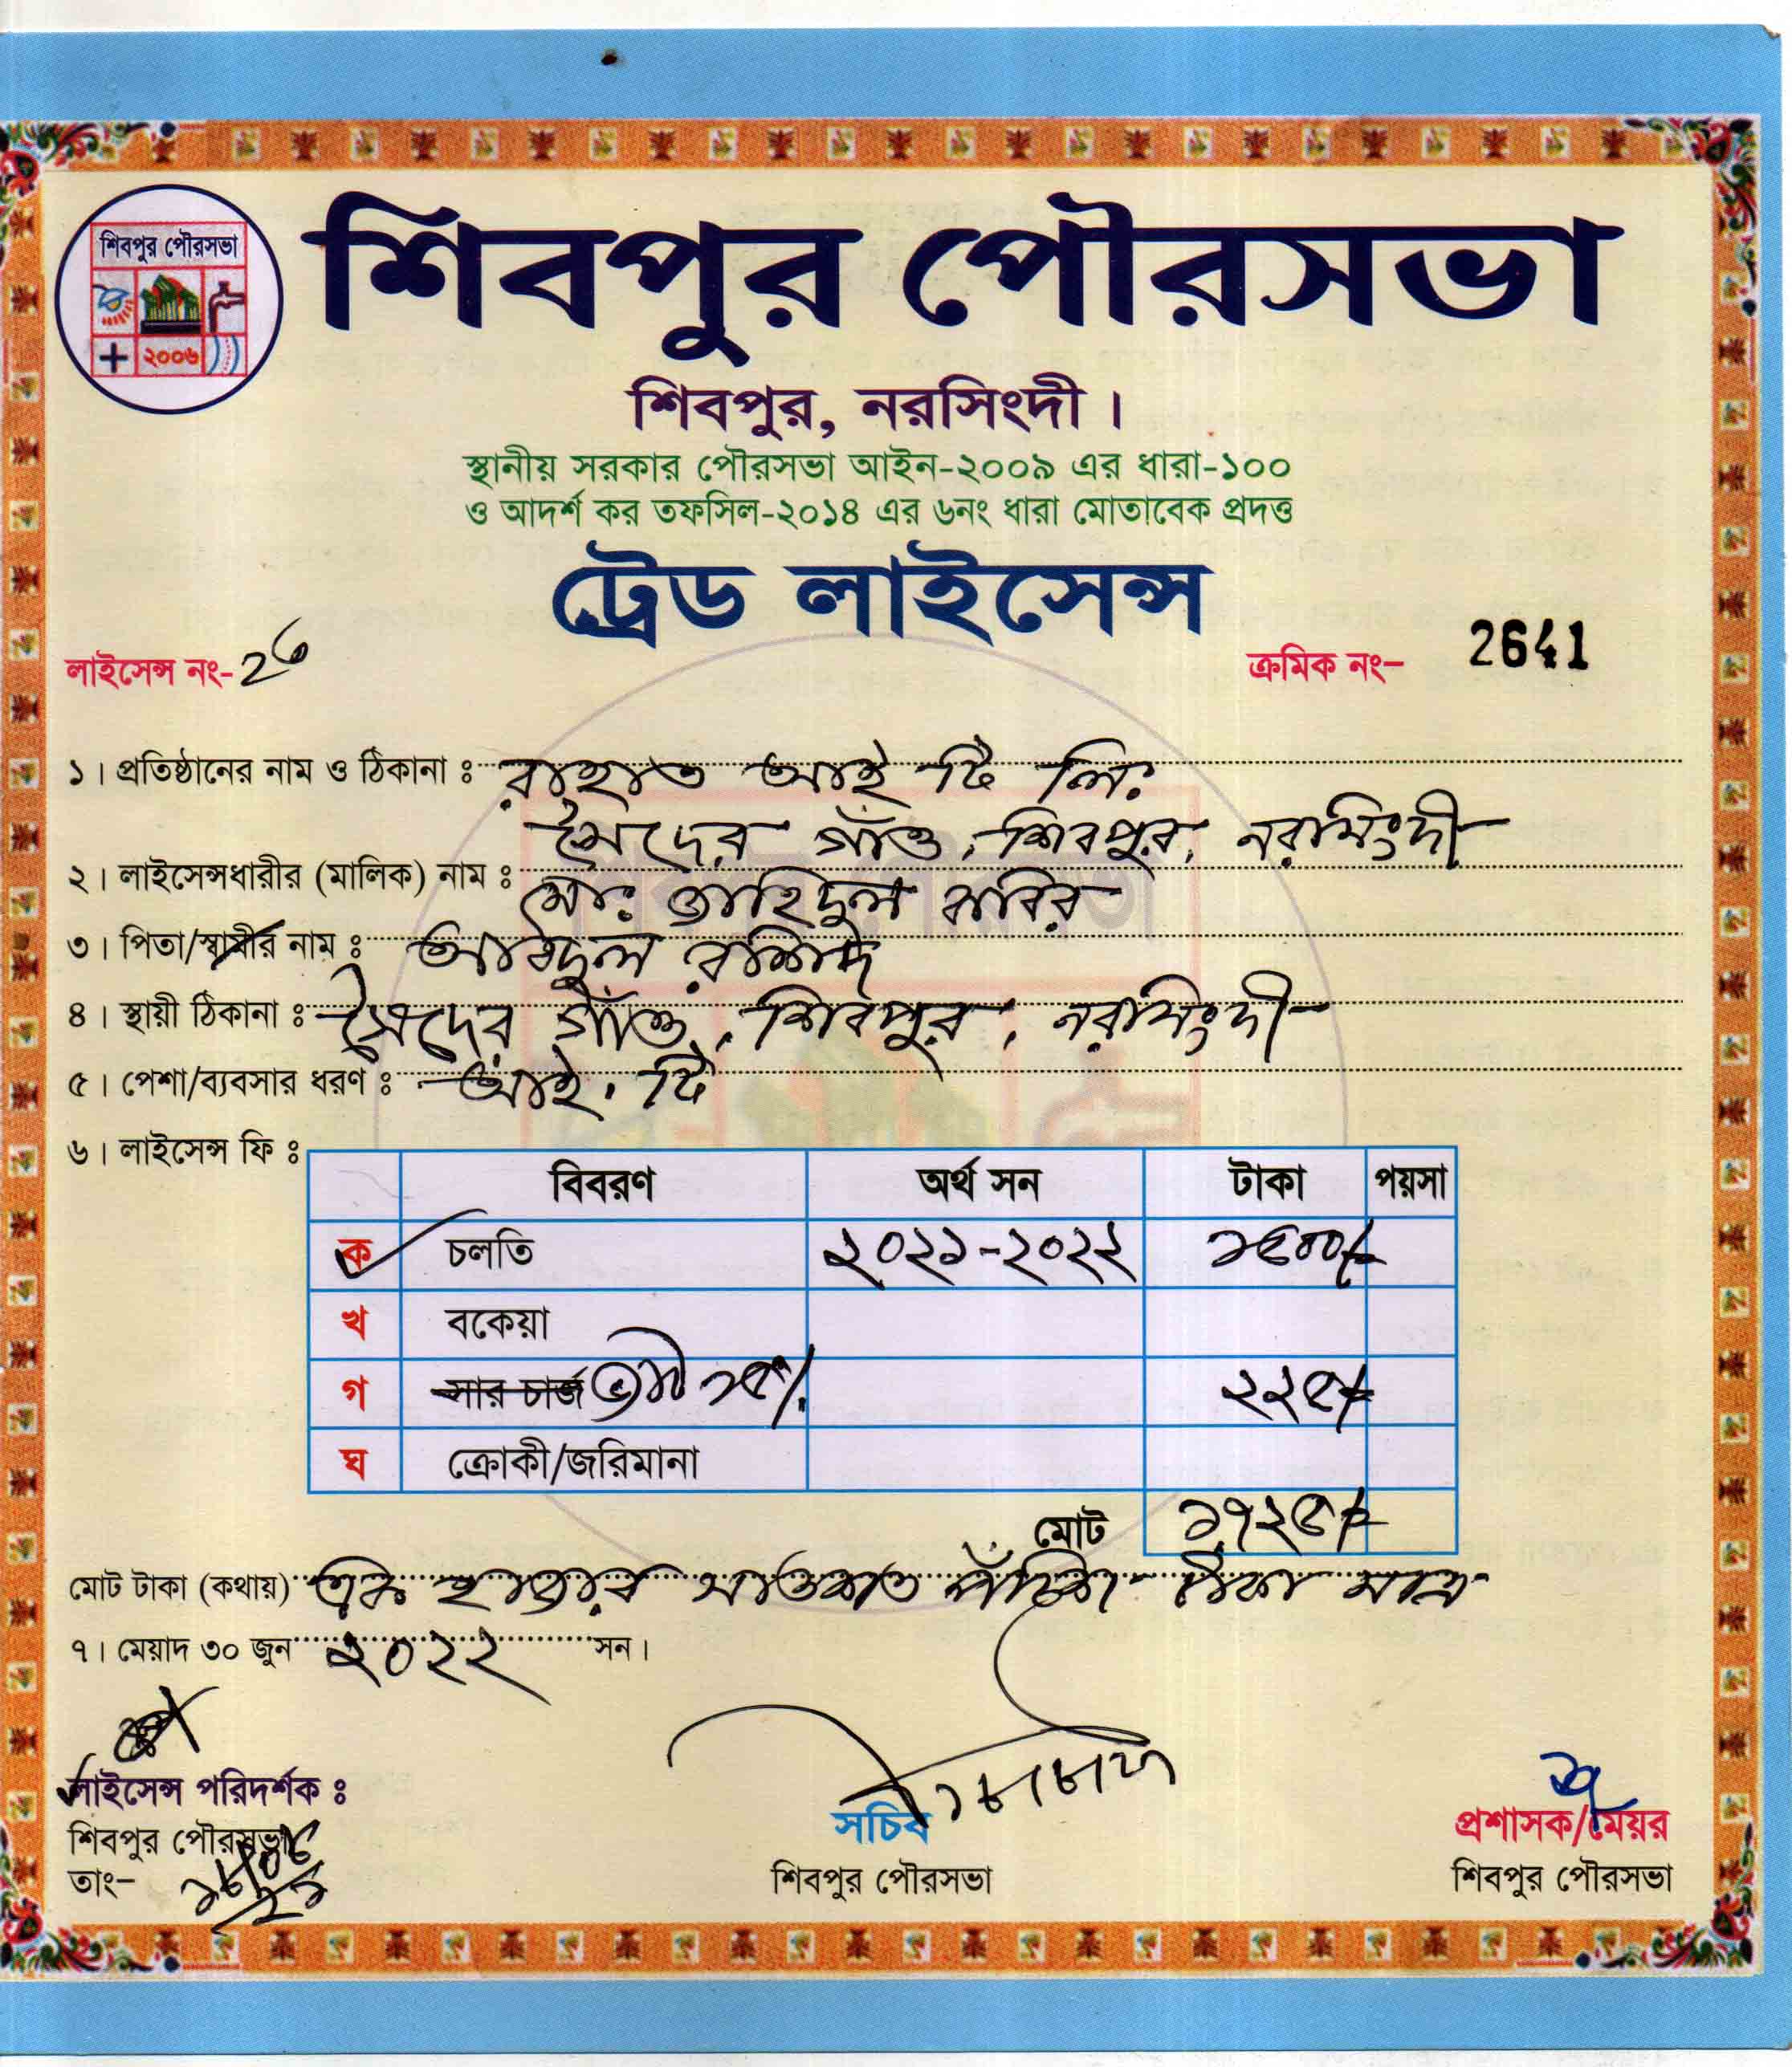 শিবপুর পৌরসভা
২০০৬
শিবপুর পৌরসভা
শিবপুর, নরসিংদী।
স্থানীয় সরকার পৌরসভা আইন-২০০৯ এর ধারা-১০০
ও আদর্শ কর তফসিল-২০১৪ এর ৬নং ধারা মোতাবেক প্রদত্ত
ট্রেড লাইসেন্স
লাইসেন্স নং- 26 ক্রমিক নং- 2641
১। প্রতিষ্ঠানের নাম ও ঠিকানা ঃ রাহাত আই টি লিঃ
সৈদের গাঁও, শিবপুর, নরসিংদী
২। লাইসেন্সধারীর (মালিক) নাম ঃ মোঃ তাহিদুল কবির
৩। পিতা/স্বামীর নাম ঃ আবদুল রশিদ
৪। স্থায়ী ঠিকানা ঃ সৈদের গাঁও, শিবপুর, নরসিংদী
৫। পেশা/ব্যবসার ধরণ ঃ আই. টি
৬। লাইসেন্স ফি ঃ
বিবরণ অর্থ সন টাকা পয়সা
ক চলতি ২০২১-২০২২ ১৫০০/-
খ বকেয়া
গ সার চার্জ ১৫% ২২৫/-
ঘ ক্রোকী/জরিমানা
মোট ১৭২৫/-
মোট টাকা (কথায়) এক হাজার সাতশত পঁচিশ টাকা মাত্র
৭। মেয়াদ ৩০ জুন ২০২২ সন।
লাইসেন্স পরিদর্শক ঃ
শিবপুর পৌরসভা
তাং-
সচিব
শিবপুর পৌরসভা
প্রশাসক/মেয়র
শিবপুর পৌরসভা